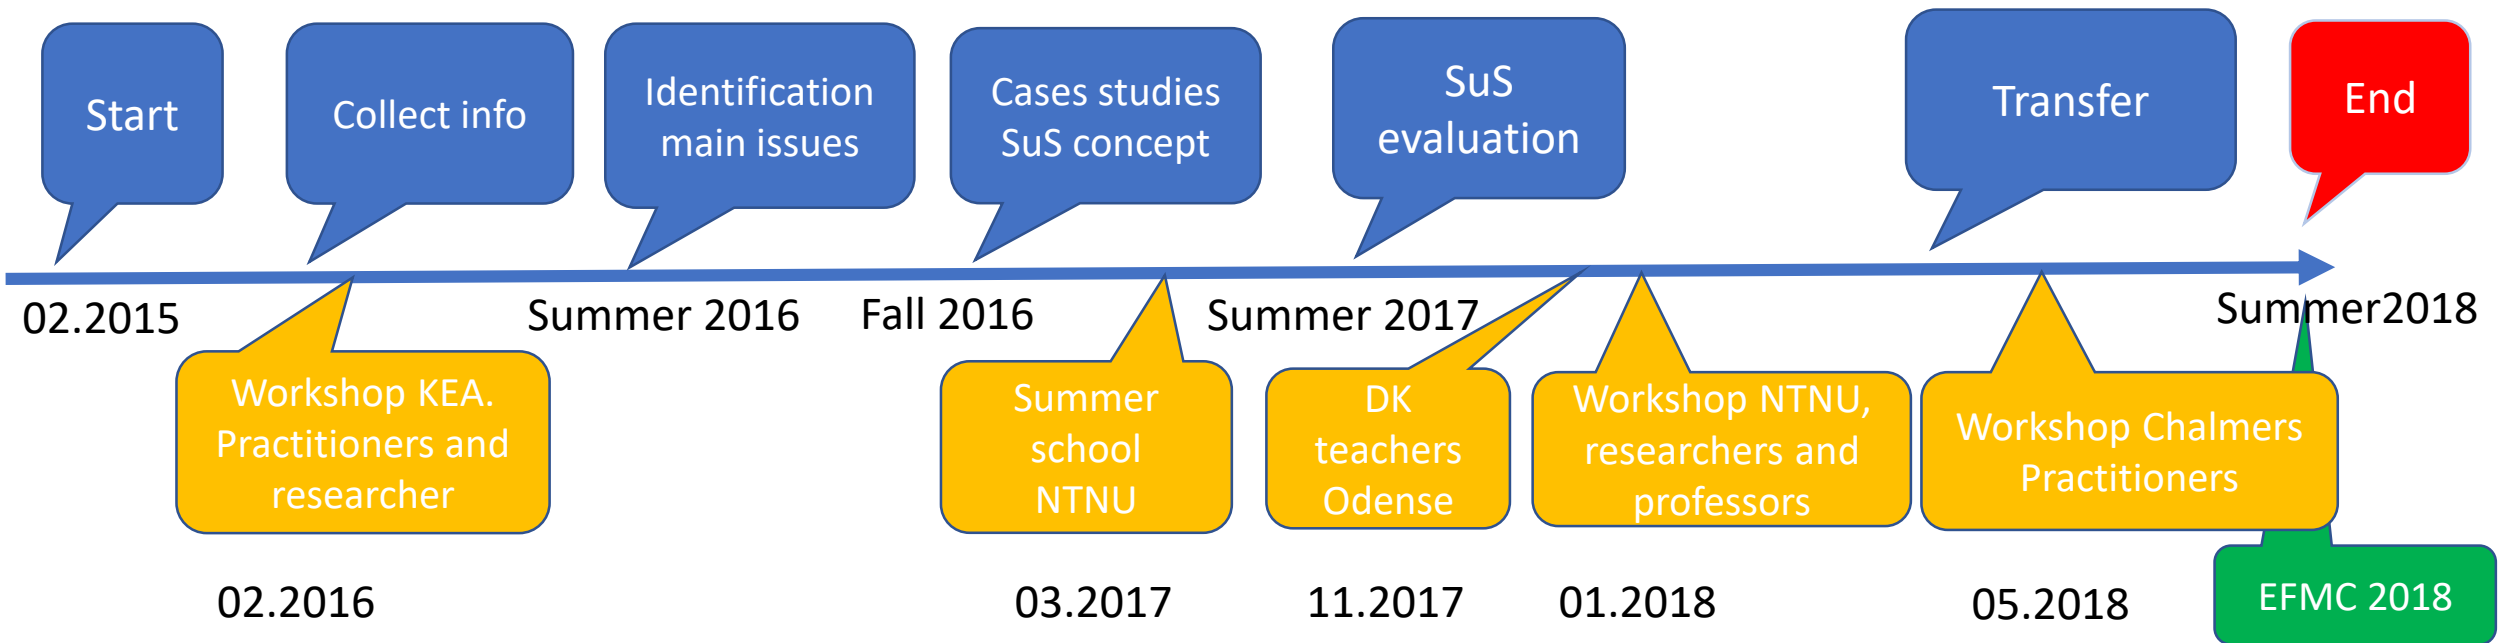 Start
Collect info
Identification
main issues
Cases studies
SuS concept
SuS
evaluation
Transfer
End
02.2015
Summer 2016
Fall 2016
Summer 2017
Summer2018
Workshop KEA.
Practitioners and
researcher
Summer
school
NTNU
DK
teachers
Odense
Workshop NTNU,
researchers and
professors
Workshop Chalmers
Practitioners
02.2016
03.2017
11.2017
01.2018
05.2018
EFMC 2018